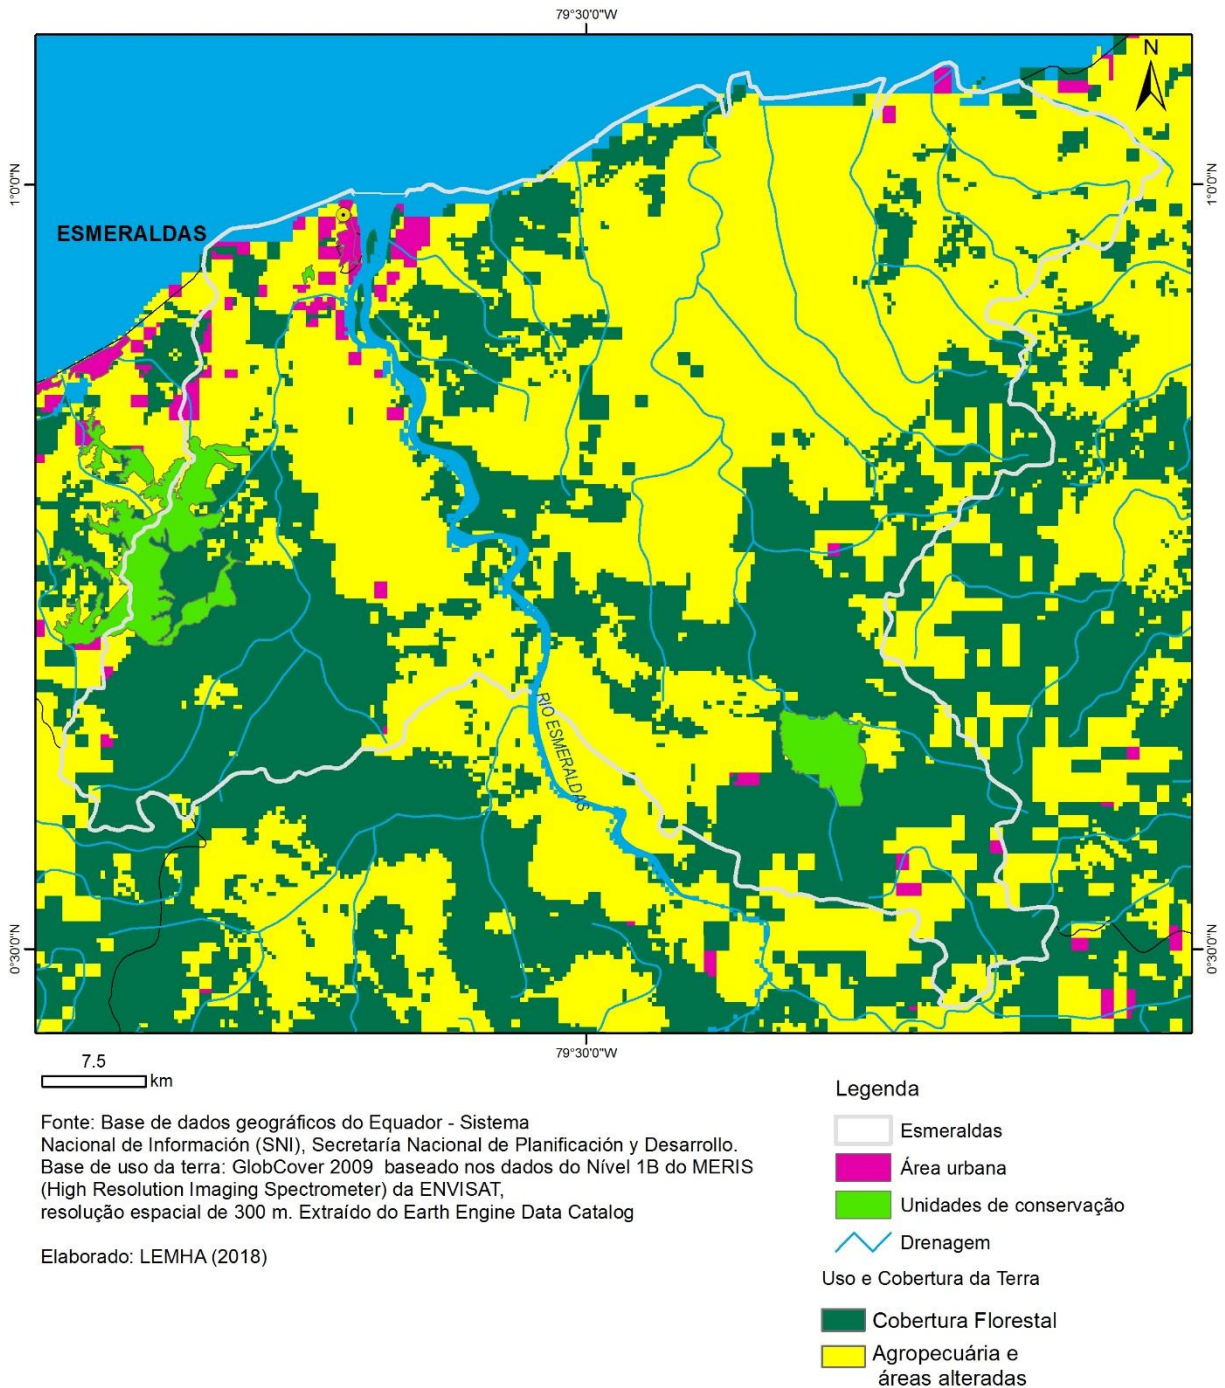 79°30'0"W
N
1°0'0"N
1°0'0"N
ESMERALDAS
RIO ESMERALDAS
0°30'0"N
0°30'0"N
79°30'0"W
7.5
km
Fonte: Base de dados geográficos do Equador - Sistema
Nacional de Información (SNI), Secretaría Nacional de Planificación y Desarrollo.
Base de uso da terra: GlobCover 2009 baseado nos dados do Nível 1B do MERIS
(High Resolution Imaging Spectrometer) da ENVISAT,
resolução espacial de 300 m. Extraído do Earth Engine Data Catalog
Elaborado: LEMHA (2018)
Legenda
Esmeraldas
Área urbana
Unidades de conservação
Drenagem
Uso e Cobertura da Terra
Cobertura Florestal
Agropecuária e
áreas alteradas